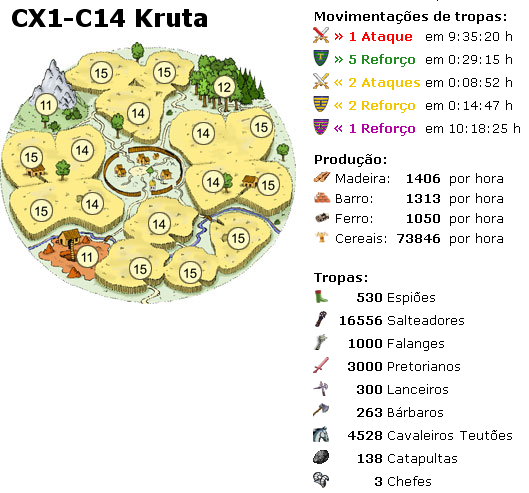 CX1-C14 Kruta
15
15
12
11
14
14
14
15
15
14
15
14
15
14
15
11
15
15
Movimentações de tropas:
» 1 Ataque em 9:35:20 h
» 5 Reforço em 0:29:15 h
« 2 Ataques em 0:08:52 h
« 2 Reforço em 0:14:47 h
« 1 Reforço em 10:18:25 h
Produção:
Madeira: 1406 por hora
Barro: 1313 por hora
Ferro: 1050 por hora
Cereais: 73846 por hora
Tropas:
530 Espiões
16556 Salteadores
1000 Falanges
3000 Pretorianos
300 Lanceiros
263 Bárbaros
4528 Cavaleiros Teutões
138 Catapultas
3 Chefes